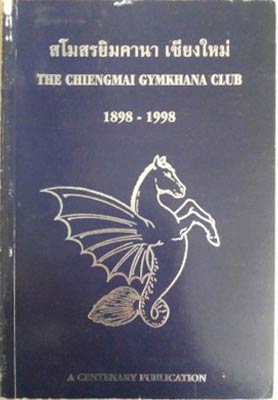 สโมสรยิมคานา เชียงใหม่
THE CHIENGMAI GYMKHANA CLUB
1898 - 1998
A CENTENARY PUBLICATION